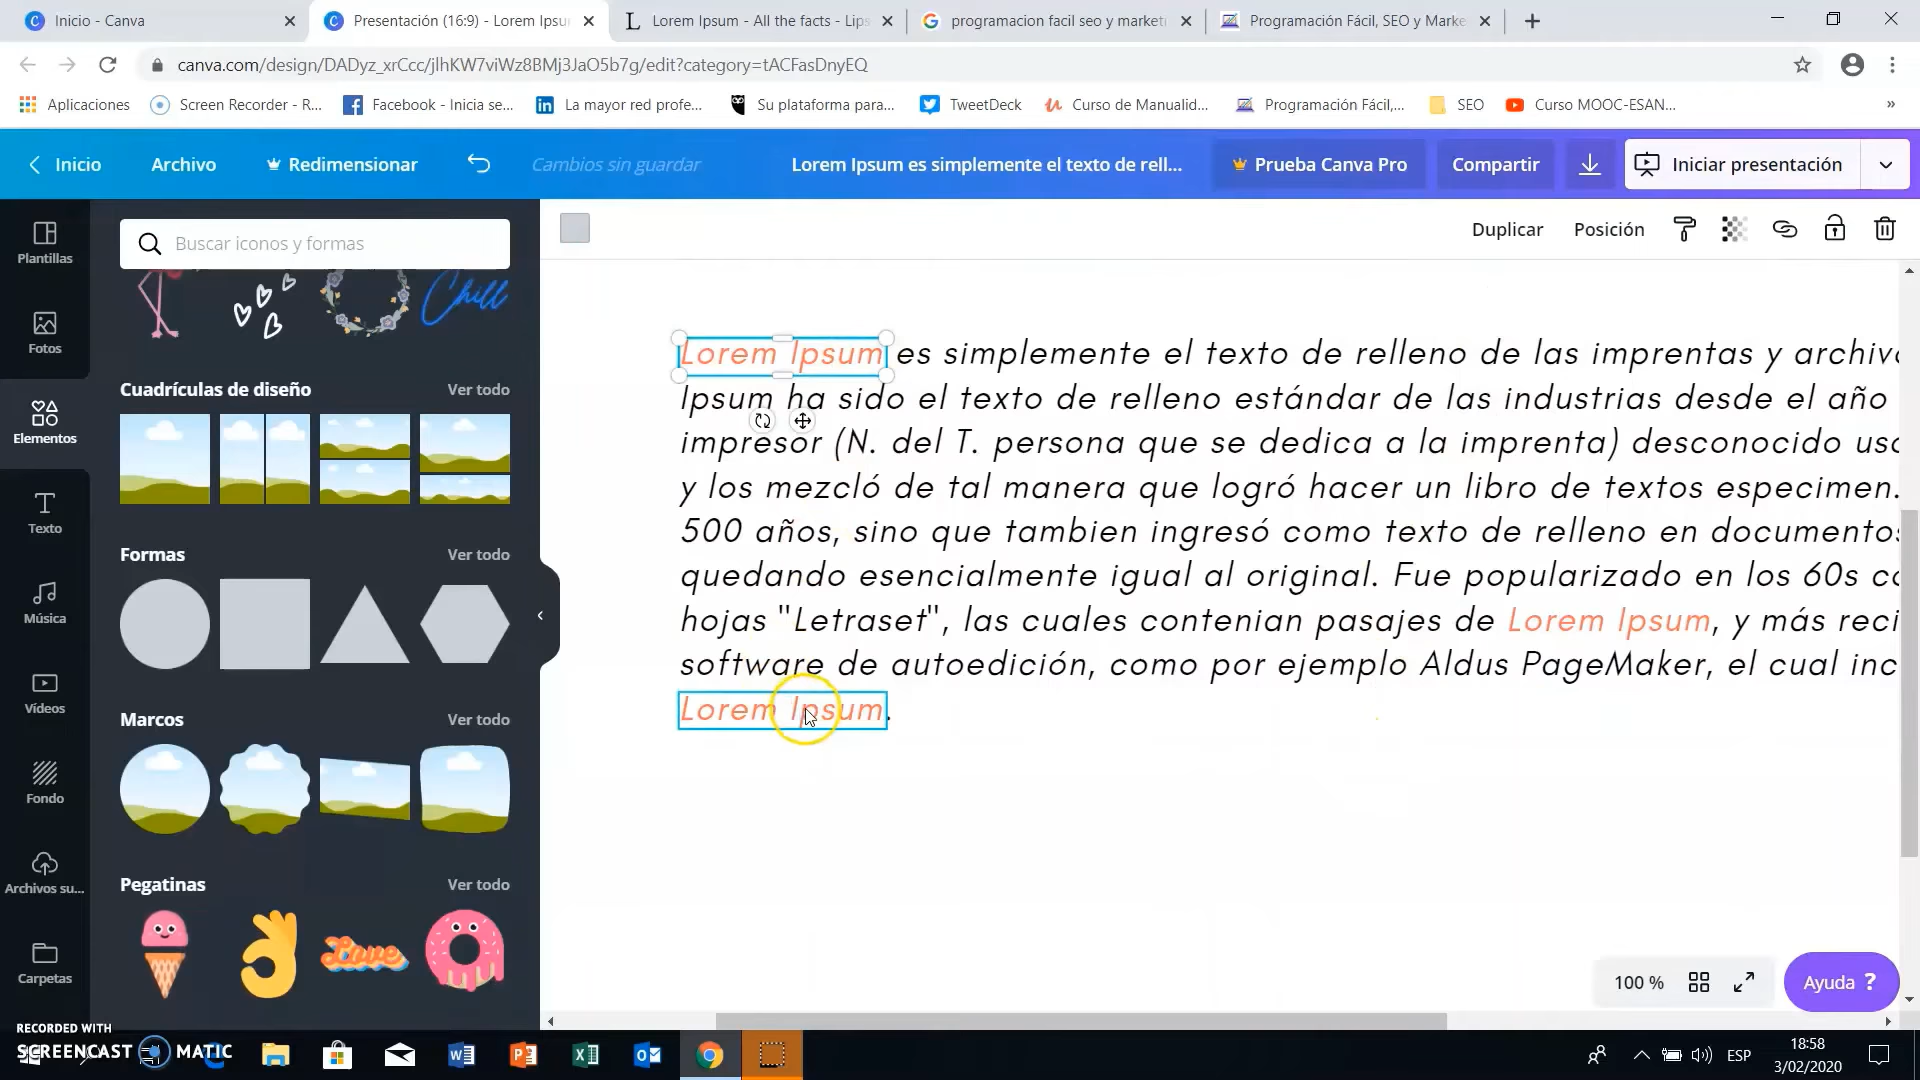 Inicio - Canva
Presentación (16:9) - Lorem Ipsu
Lorem Ipsum - All the facts - Lips
programacion facil seo y marketi
Programación Fácil, SEO y Marke
canva.com/design/DADyz_xrCcc/jlhKW7viWz8BMj3JaO5b7g/edit?category=tACFasDnyEQ
Aplicaciones
Screen Recorder - R...
Facebook - Inicia se...
La mayor red profe...
Su plataforma para...
TweetDeck
Curso de Manualid...
Programación Fácil,...
SEO
Curso MOOC-ESAN...
»
Inicio
Archivo
Redimensionar
Cambios sin guardar
Lorem Ipsum es simplemente el texto de rell...
Prueba Canva Pro
Compartir
Iniciar presentación
Plantillas
Fotos
Elementos
Texto
Música
Vídeos
Fondo
Archivos su...
Carpetas
Buscar iconos y formas
Chill
Cuadrículas de diseño Ver todo
Formas Ver todo
Marcos Ver todo
Pegatinas Ver todo
Love
Duplicar
Posición
Lorem Ipsum es simplemente el texto de relleno de las imprentas y archivo
Ipsum ha sido el texto de relleno estándar de las industrias desde el año
impresor (N. del T. persona que se dedica a la imprenta) desconocido usó
y los mezcló de tal manera que logró hacer un libro de textos especimen.
500 años, sino que tambien ingresó como texto de relleno en documentos
quedando esencialmente igual al original. Fue popularizado en los 60s co
hojas "Letraset", las cuales contenian pasajes de Lorem Ipsum, y más reci
software de autoedición, como por ejemplo Aldus PageMaker, el cual inc
Lorem Ipsum.
100 %
Ayuda ?
RECORDED WITH
SCREENCAST MATIC
ESP
18:58
3/02/2020